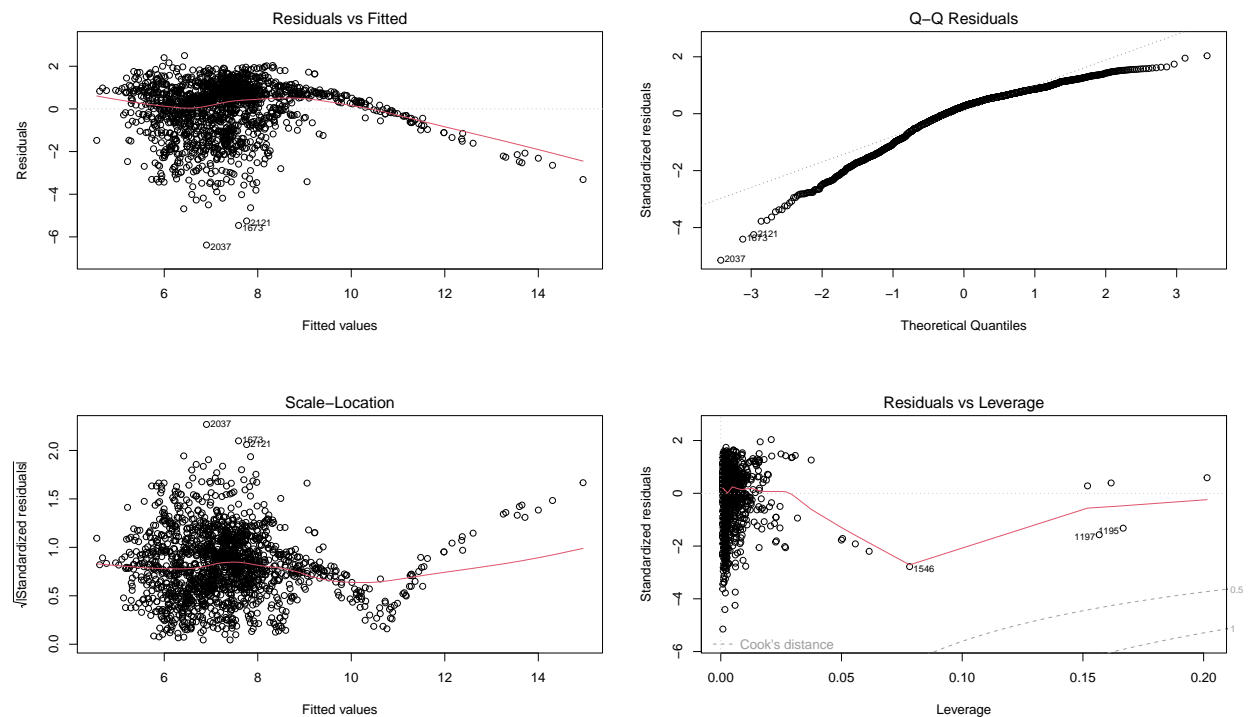 Residuals vs Fitted
Residuals
2
0
−2
−4
−6
2121
1673
2037
6 8 10 12 14
Fitted values
Q−Q Residuals
Standardized residuals
2
0
−2
−4
2121
1673
2037
−3 −2 −1 0 1 2 3
Theoretical Quantiles
Scale−Location
√|Standardized residuals|
2.0
1.5
1.0
0.5
0.0
2037
1673
2121
6 8 10 12 14
Fitted values
Residuals vs Leverage
Standardized residuals
2
0
−2
−4
−6
1195
1197
1546
0.5
1
Cook's distance
0.00 0.05 0.10 0.15 0.20
Leverage